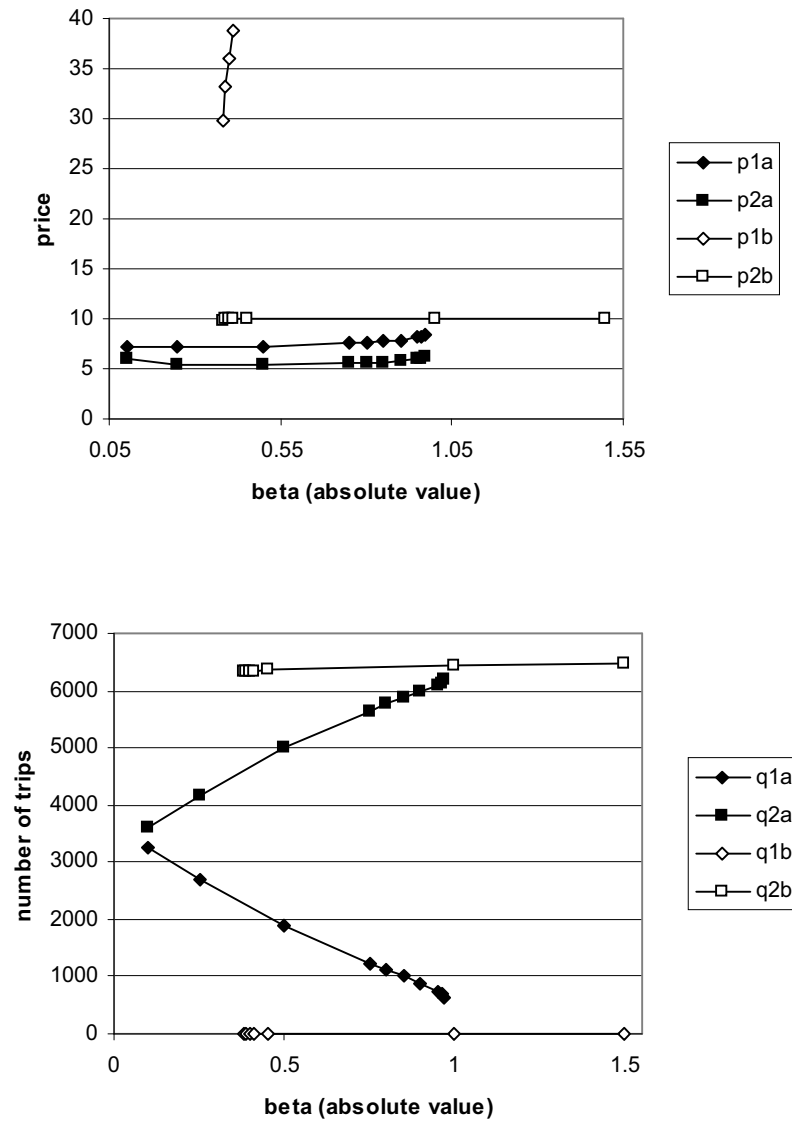 40
35
30
25
20
15
10
5
0
price
0.05 0.55 1.05 1.55
beta (absolute value)
p1a
p2a
p1b
p2b
7000
6000
5000
4000
3000
2000
1000
0
number of trips
0 0.5 1 1.5
beta (absolute value)
q1a
q2a
q1b
q2b